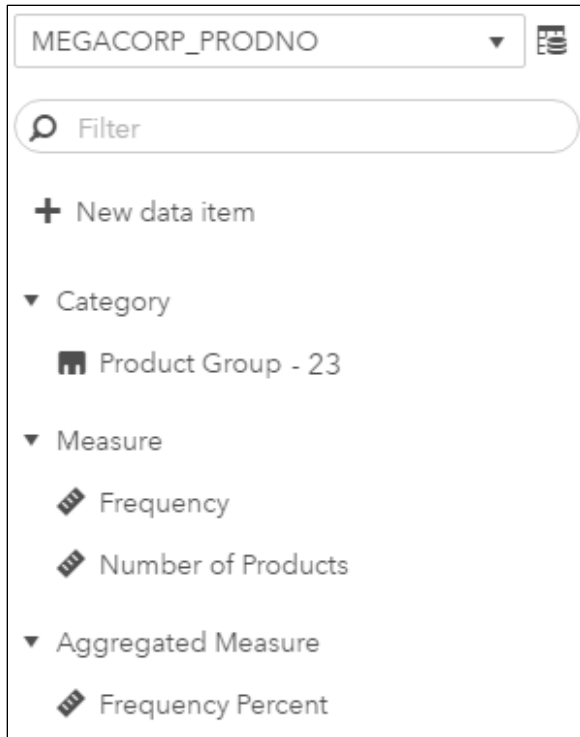 MEGACORP_PRODNO
Filter
New data item
Category
Product Group - 23
Measure
Frequency
Number of Products
Aggregated Measure
Frequency Percent